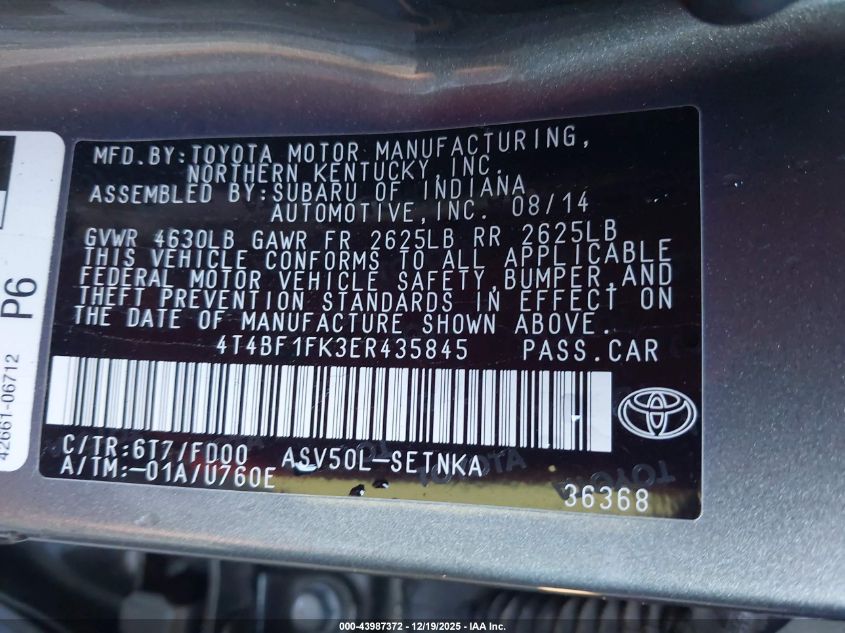 MFD.BY:TOYOTA MOTOR MANUFACTURING,
NORTHERN KENTUCKY,INC.
ASSEMBLED BY:SUBARU OF INDIANA
AUTOMOTIVE,INC. 08/14
GVWR 4630LB GAWR FR 2625LB RR 2625LB
THIS VEHICLE CONFORMS TO ALL APPLICABLE
FEDERAL MOTOR VEHICLE SAFETY,BUMPER,AND
THEFT PREVENTION STANDARDS IN EFFECT ON
THE DATE OF MANUFACTURE SHOWN ABOVE.
4T4BF1FK3ER435845 PASS.CAR
C/TR:6T7/FD00 ASV50L-SETNKA
A/TM:-01A/U760E
36368
TOYOTA
TOYOTA
P6
42661-06712
000-43987372 - 12/19/2025 - IAA Inc.